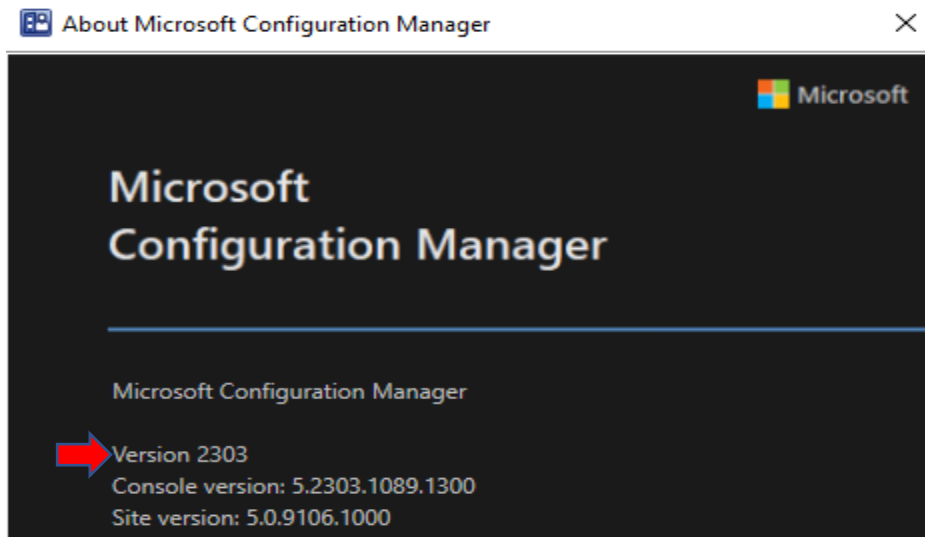 About Microsoft Configuration Manager
Microsoft
Microsoft
Configuration Manager
Microsoft Configuration Manager
Version 2303
Console version: 5.2303.1089.1300
Site version: 5.0.9106.1000